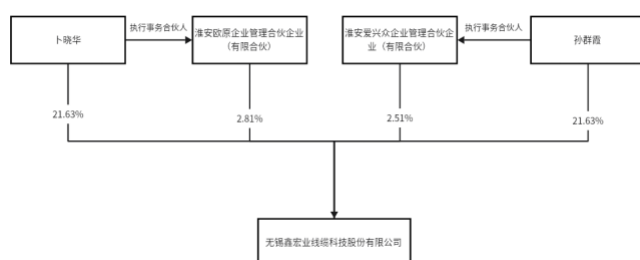 执行事务合伙人
执行事务合伙人
卜晓华
淮安欧原企业管理合伙企业
（有限合伙）
淮安爱兴众企业管理合伙企
业（有限合伙）
孙群霞
21.63%
2.81%
2.51%
21.63%
无锡鑫宏业线缆科技股份有限公司